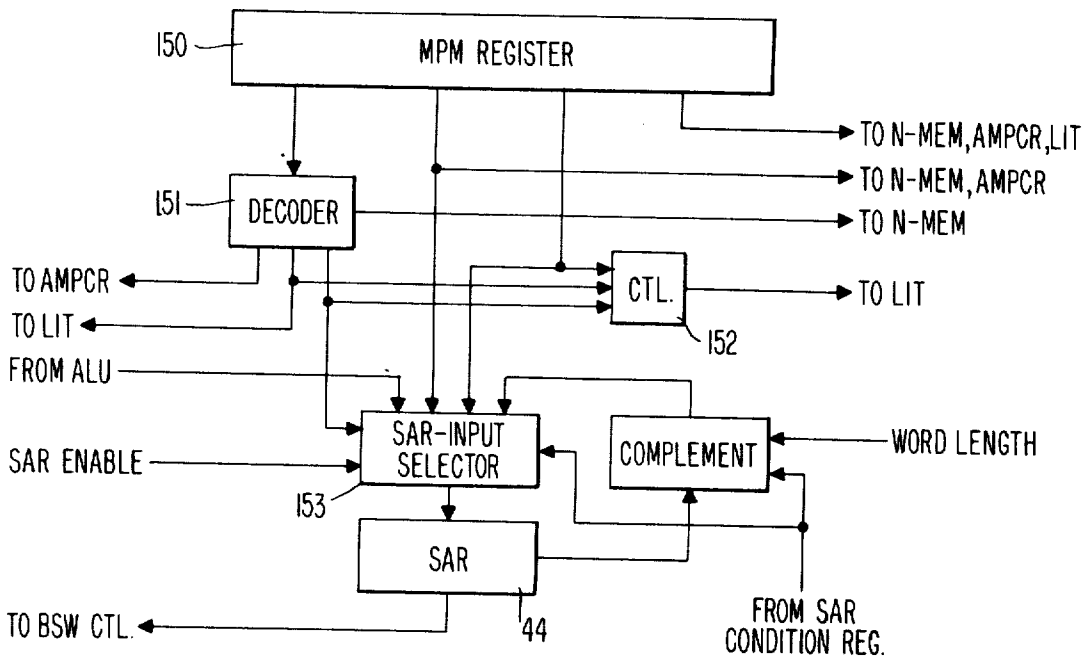 150
MPM REGISTER
TO N-MEM,AMPCR,LIT
TO N-MEM,AMPCR
151
DECODER
TO N-MEM
TO AMPCR
CTL.
TO LIT
TO LIT
152
FROM ALU
SAR-INPUT
SELECTOR
COMPLEMENT
WORD LENGTH
SAR ENABLE
153
SAR
44
TO BSW CTL.
FROM SAR
CONDITION REG.